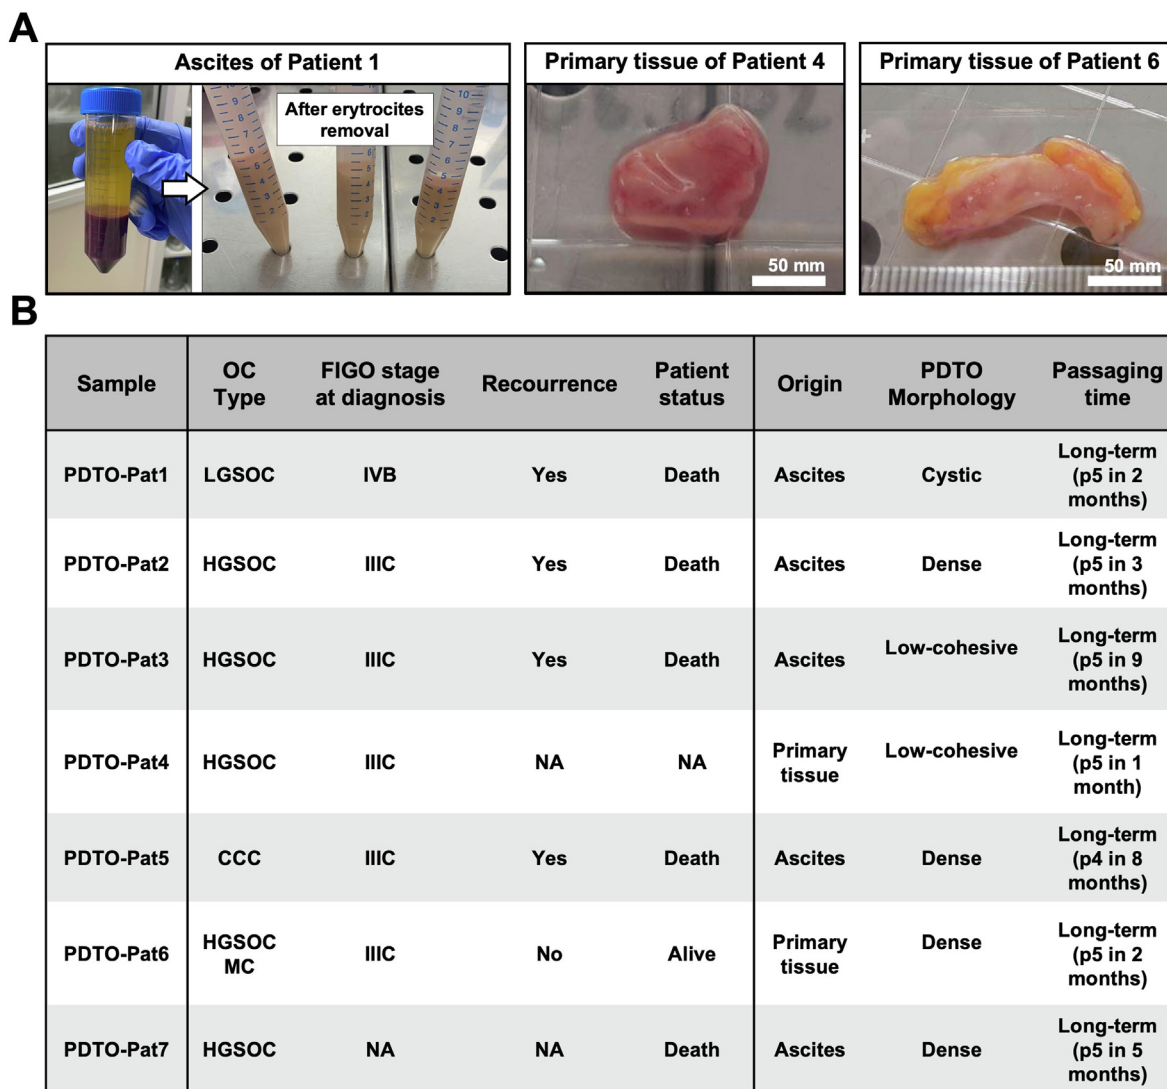 A
Ascites of Patient 1
Primary tissue of Patient 4
Primary tissue of Patient 6
After erytrocites
removal
50 mm
50 mm
B
Sample
OC
Type
FIGO stage
at diagnosis
Recourrence
Patient
status
Origin
PDTO
Morphology
Passaging
time
PDTO-Pat1
LGSOC
IVB
Yes
Death
Ascites
Cystic
Long-term
(p5 in 2
months)
PDTO-Pat2
HGSOC
IIIC
Yes
Death
Ascites
Dense
Long-term
(p5 in 3
months)
PDTO-Pat3
HGSOC
IIIC
Yes
Death
Ascites
Low-cohesive
Long-term
(p5 in 9
months)
PDTO-Pat4
HGSOC
IIIC
NA
NA
Primary
tissue
Low-cohesive
Long-term
(p5 in 1
month)
PDTO-Pat5
CCC
IIIC
Yes
Death
Ascites
Dense
Long-term
(p4 in 8
months)
PDTO-Pat6
HGSOC
MC
IIIC
No
Alive
Primary
tissue
Dense
Long-term
(p5 in 2
months)
PDTO-Pat7
HGSOC
NA
NA
Death
Ascites
Dense
Long-term
(p5 in 5
months)